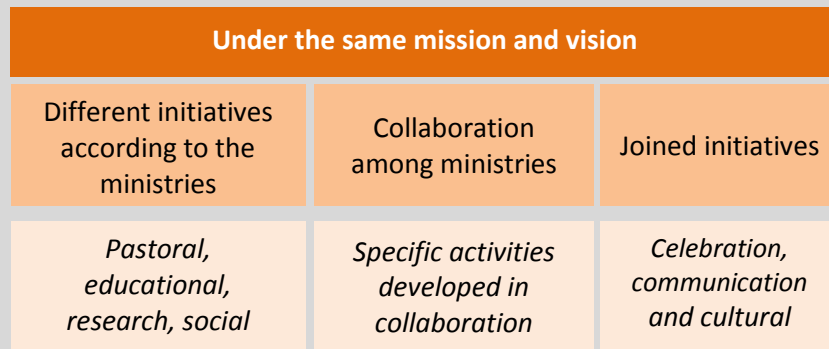 Under the same mission and vision
Different initiatives
according to the
ministries
Collaboration
among ministries
Joined initiatives
Pastoral,
educational,
research, social
Specific activities
developed in
collaboration
Celebration,
communication
and cultural